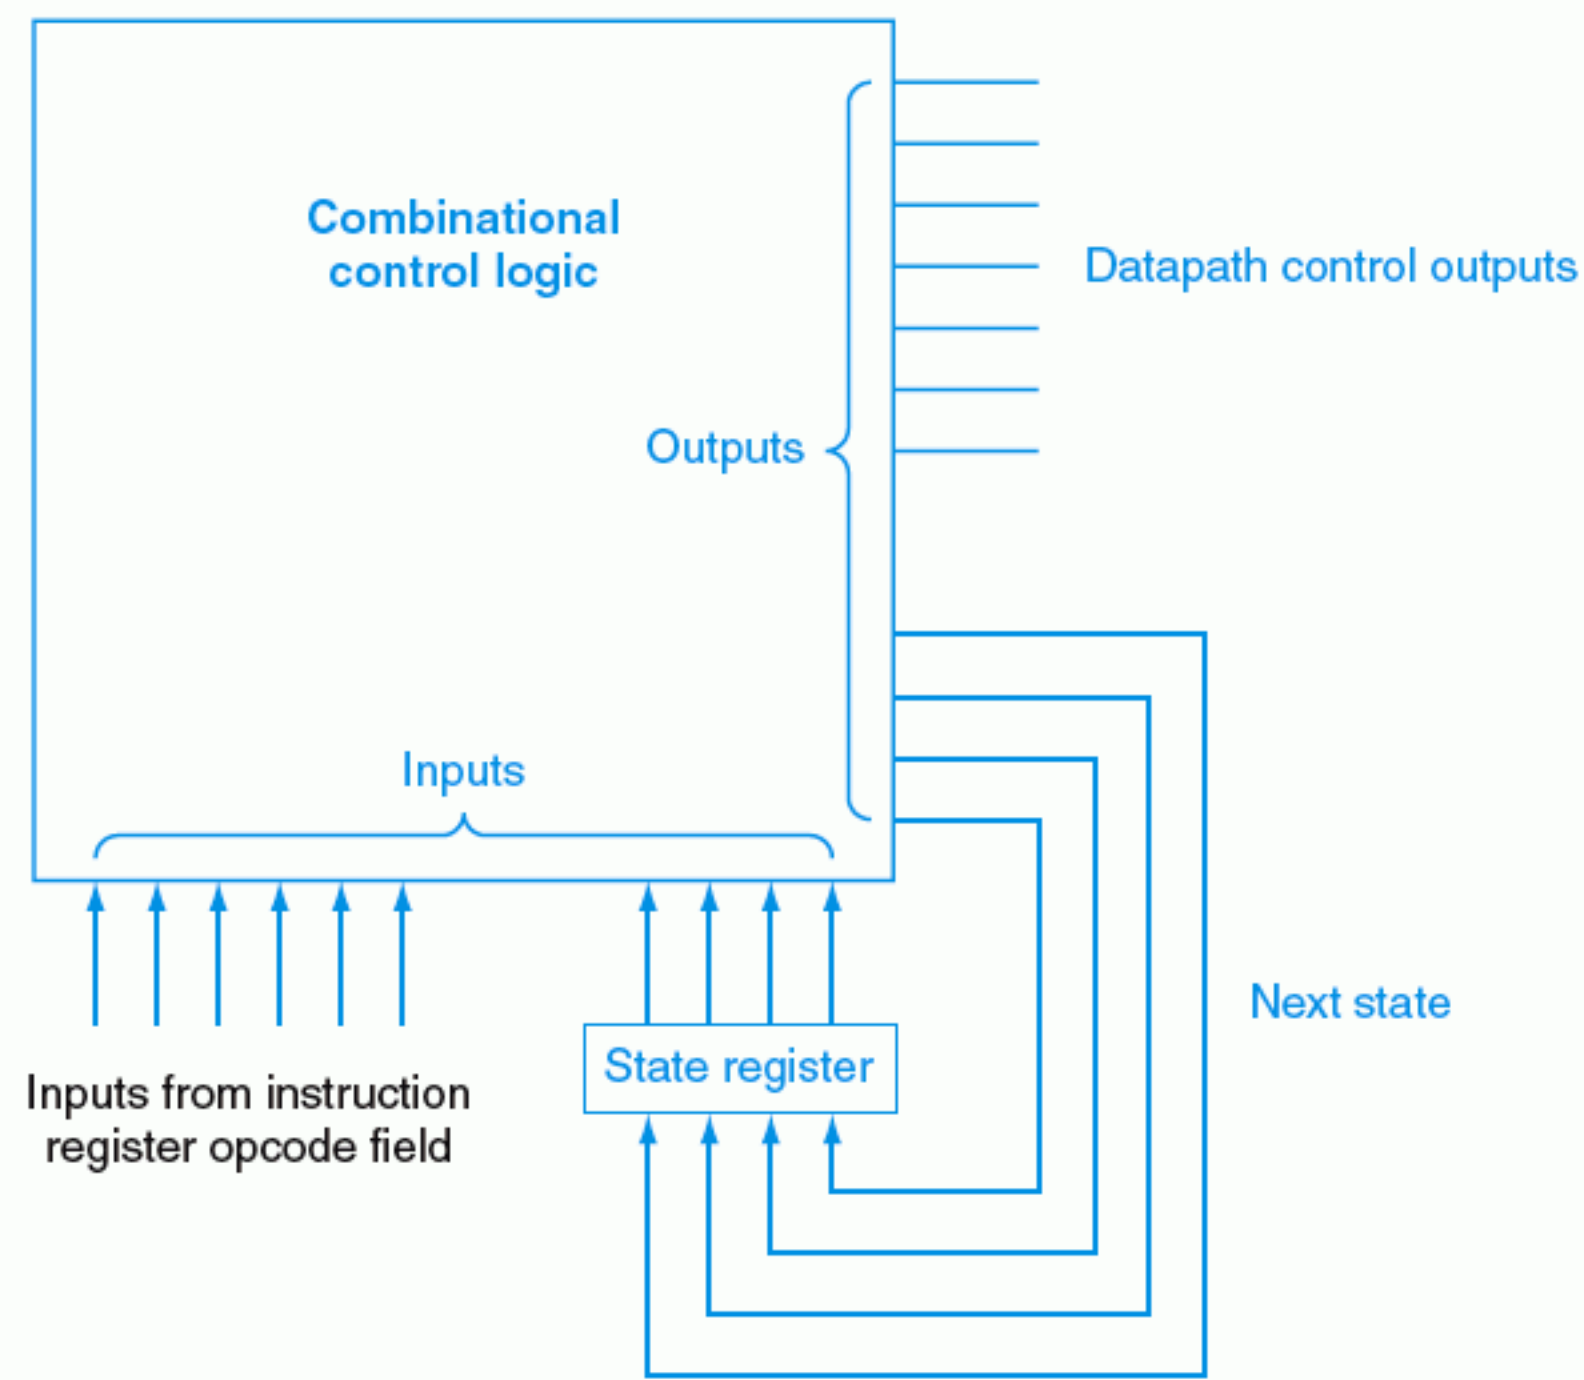 Combinational
control logic
Datapath control outputs
Outputs
Inputs
Next state
State register
Inputs from instruction
register opcode field